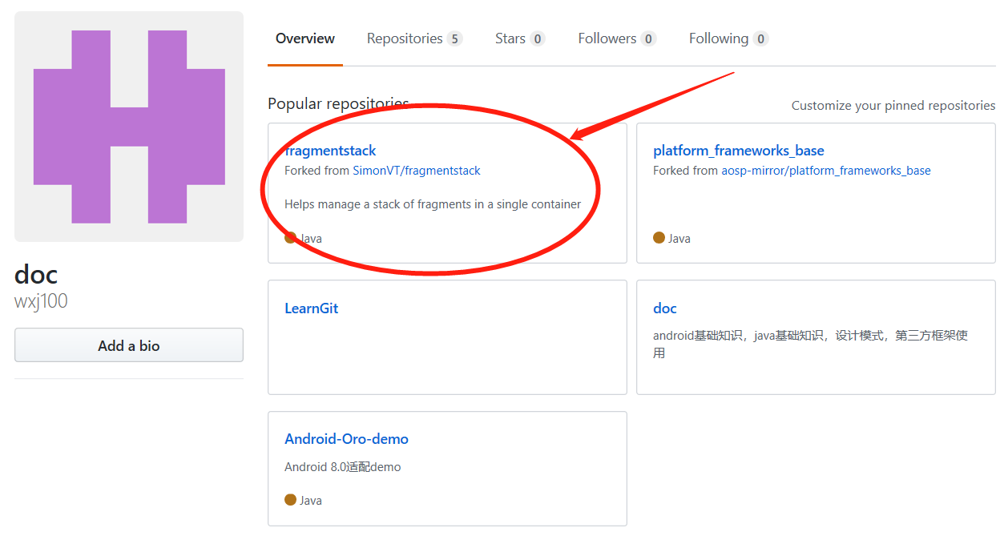 Overview Repositories 5 Stars 0 Followers 0 Following 0
Popular repositories
Customize your pinned repositories
fragmentstack
Forked from SimonVT/fragmentstack
Helps manage a stack of fragments in a single container
Java
platform_frameworks_base
Forked from aosp-mirror/platform_frameworks_base
Java
doc
wxj100
Add a bio
LearnGit
doc
android基础知识，java基础知识，设计模式，第三方框架使
用
Android-Oro-demo
Android 8.0适配demo
Java